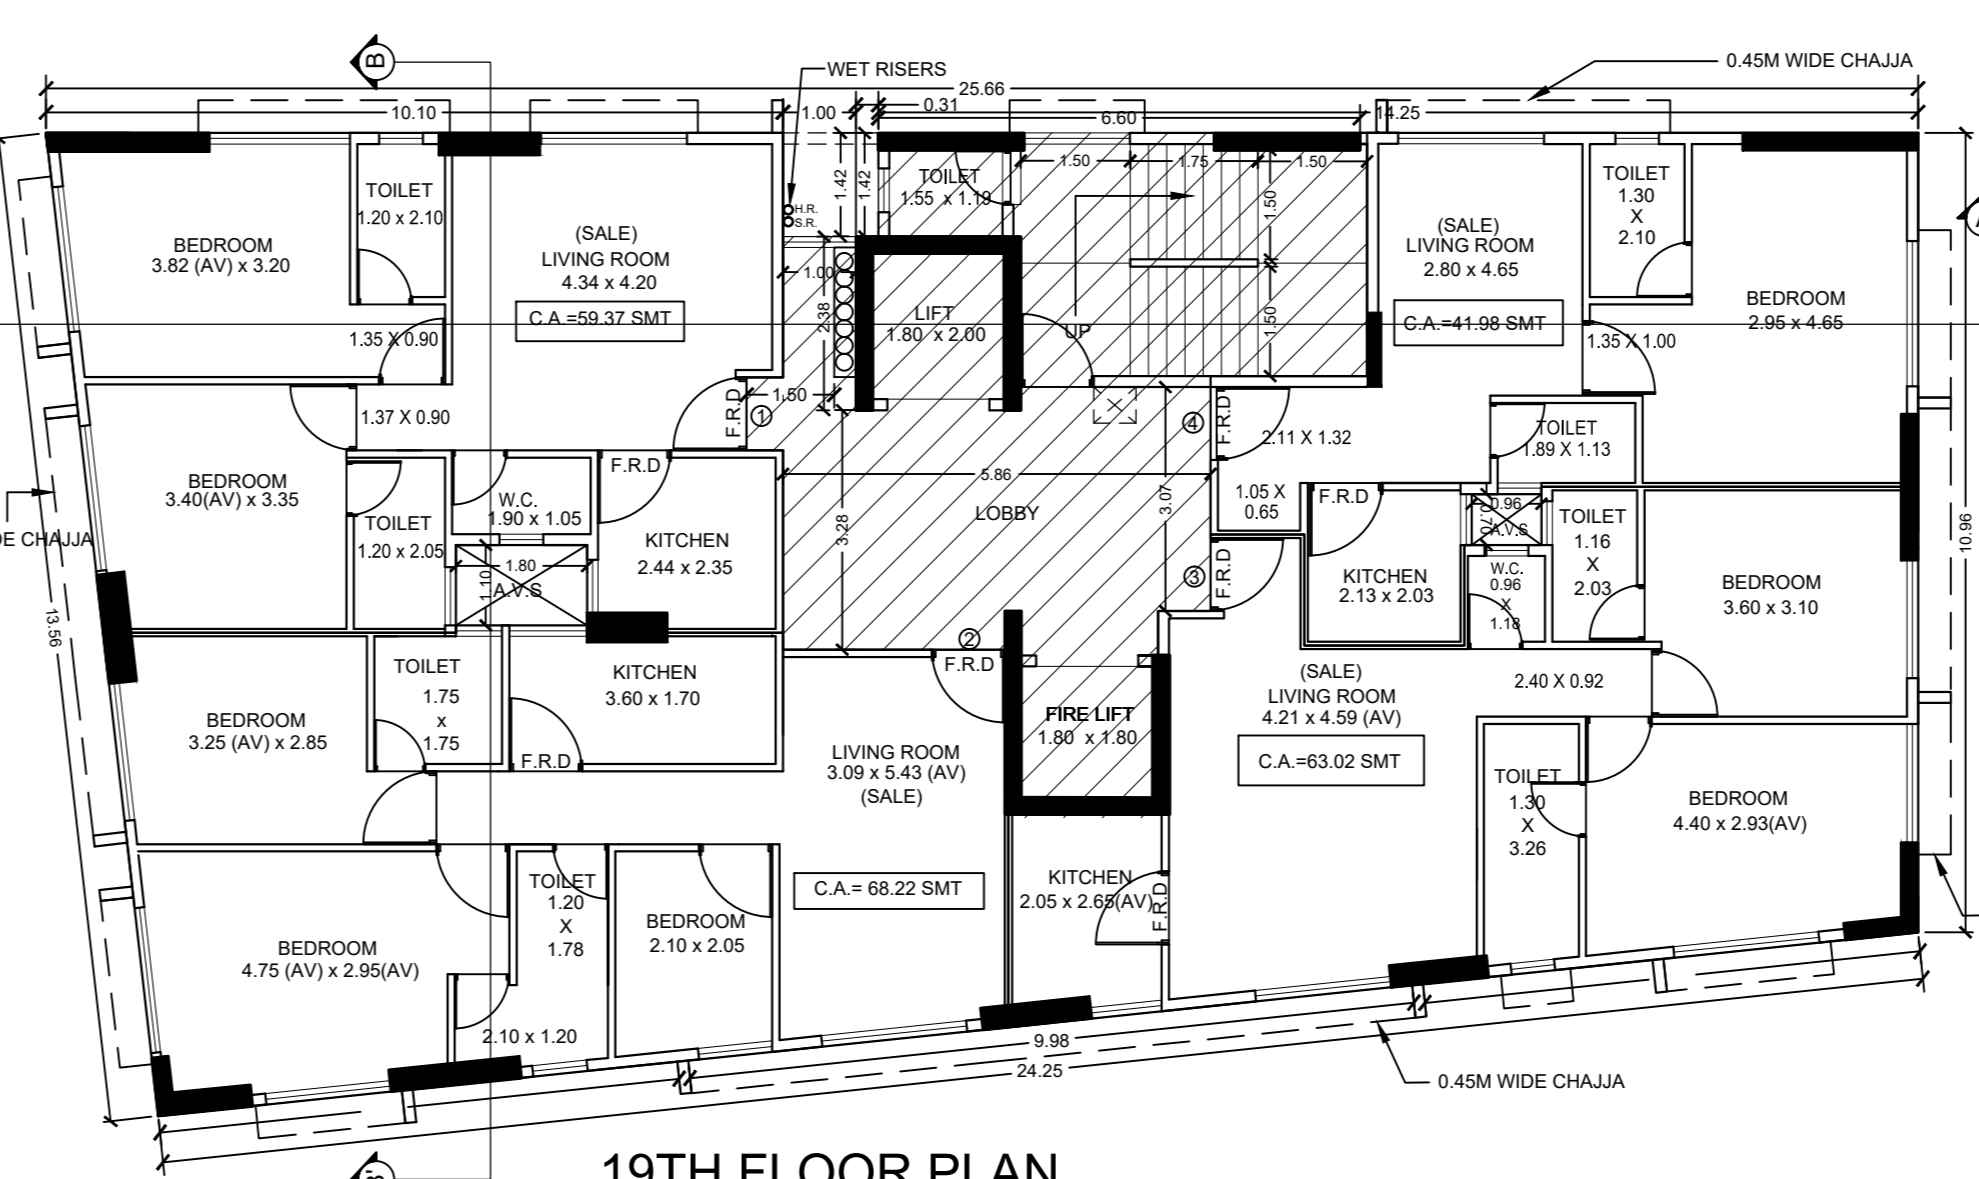 B
WET RISERS
0.45M WIDE CHAJJA
25.66
10.10
1.00
0.31
6.60
14.25
TOILET
1.20 x 2.10
BEDROOM
3.82 (AV) x 3.20
(SALE)
LIVING ROOM
4.34 x 4.20
C.A.=59.37 SMT
1.42
1.42
H.R.
S.R.
TOILET
1.55 x 1.19
1.50
1.75
1.50
1.50
1.50
1.00
2.38
LIFT
1.80 x 2.00
UP
(SALE)
LIVING ROOM
2.80 x 4.65
C.A.=41.98 SMT
TOILET
1.30
X
2.10
BEDROOM
2.95 x 4.65
1.35 X 1.00
1.35 X 0.90
1.37 X 0.90
F.R.D
1
1.50
4
F.R.D
2.11 X 1.32
TOILET
1.89 X 1.13
BEDROOM
3.40(AV) x 3.35
TOILET
1.20 x 2.05
W.C.
1.90 x 1.05
F.R.D
KITCHEN
2.44 x 2.35
1.80
1.10
A.V.S
5.86
LOBBY
3.28
3.07
1.05 X
0.65
F.R.D
KITCHEN
2.13 x 2.03
0.96
0.70
A.V.S
W.C.
0.96
X
1.18
TOILET
1.16
X
2.03
BEDROOM
3.60 x 3.10
10.96
DE CHAJJA
13.56
3
F.R.D
2
F.R.D
BEDROOM
3.25 (AV) x 2.85
TOILET
1.75
x
1.75
KITCHEN
3.60 x 1.70
F.R.D
LIVING ROOM
3.09 x 5.43 (AV)
(SALE)
C.A.= 68.22 SMT
FIRE LIFT
1.80 x 1.80
(SALE)
LIVING ROOM
4.21 x 4.59 (AV)
C.A.=63.02 SMT
2.40 X 0.92
TOILET
1.30
X
3.26
BEDROOM
4.40 x 2.93(AV)
KITCHEN
2.05 x 2.65(AV)
F.R.D
BEDROOM
4.75 (AV) x 2.95(AV)
TOILET
1.20
X
1.78
BEDROOM
2.10 x 2.05
2.10 x 1.20
9.98
24.25
0.45M WIDE CHAJJA
19TH FLOOR PLAN